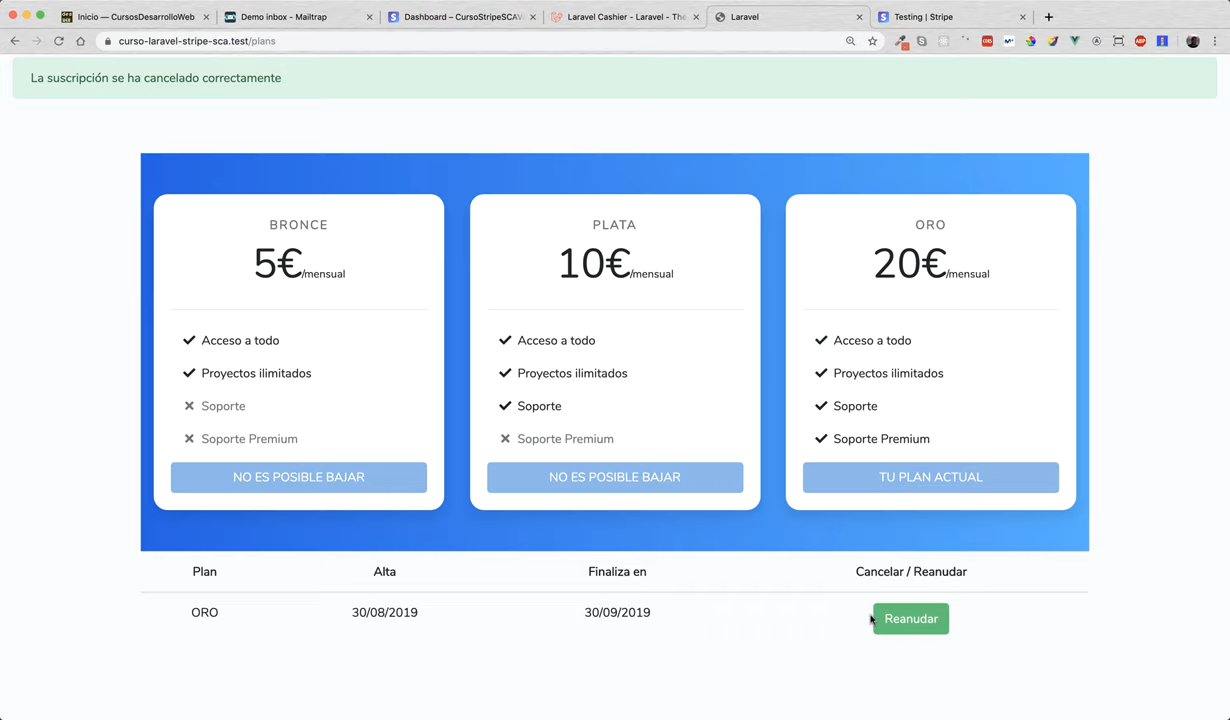 Inicio — CursosDesarrolloWeb
Demo inbox - Mailtrap
Dashboard – CursoStripeSCA
Laravel Cashier - Laravel - The
Laravel
Testing | Stripe
curso-laravel-stripe-sca.test/plans
La suscripción se ha cancelado correctamente
BRONCE
5€/mensual
Acceso a todo
Proyectos ilimitados
Soporte
Soporte Premium
NO ES POSIBLE BAJAR
PLATA
10€/mensual
Acceso a todo
Proyectos ilimitados
Soporte
Soporte Premium
NO ES POSIBLE BAJAR
ORO
20€/mensual
Acceso a todo
Proyectos ilimitados
Soporte
Soporte Premium
TU PLAN ACTUAL
Plan Alta Finaliza en Cancelar / Reanudar
ORO 30/08/2019 30/09/2019 Reanudar